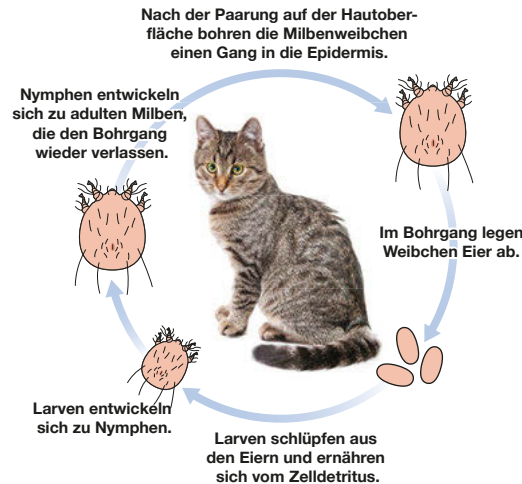 Nach der Paarung auf der Hautober-
fläche bohren die Milbenweibchen
einen Gang in die Epidermis.
Nymphen entwickeln
sich zu adulten Milben,
die den Bohrgang
wieder verlassen.
Im Bohrgang legen
Weibchen Eier ab.
Larven entwickeln
sich zu Nymphen.
Larven schlüpfen aus
den Eiern und ernähren
sich vom Zelldetritus.